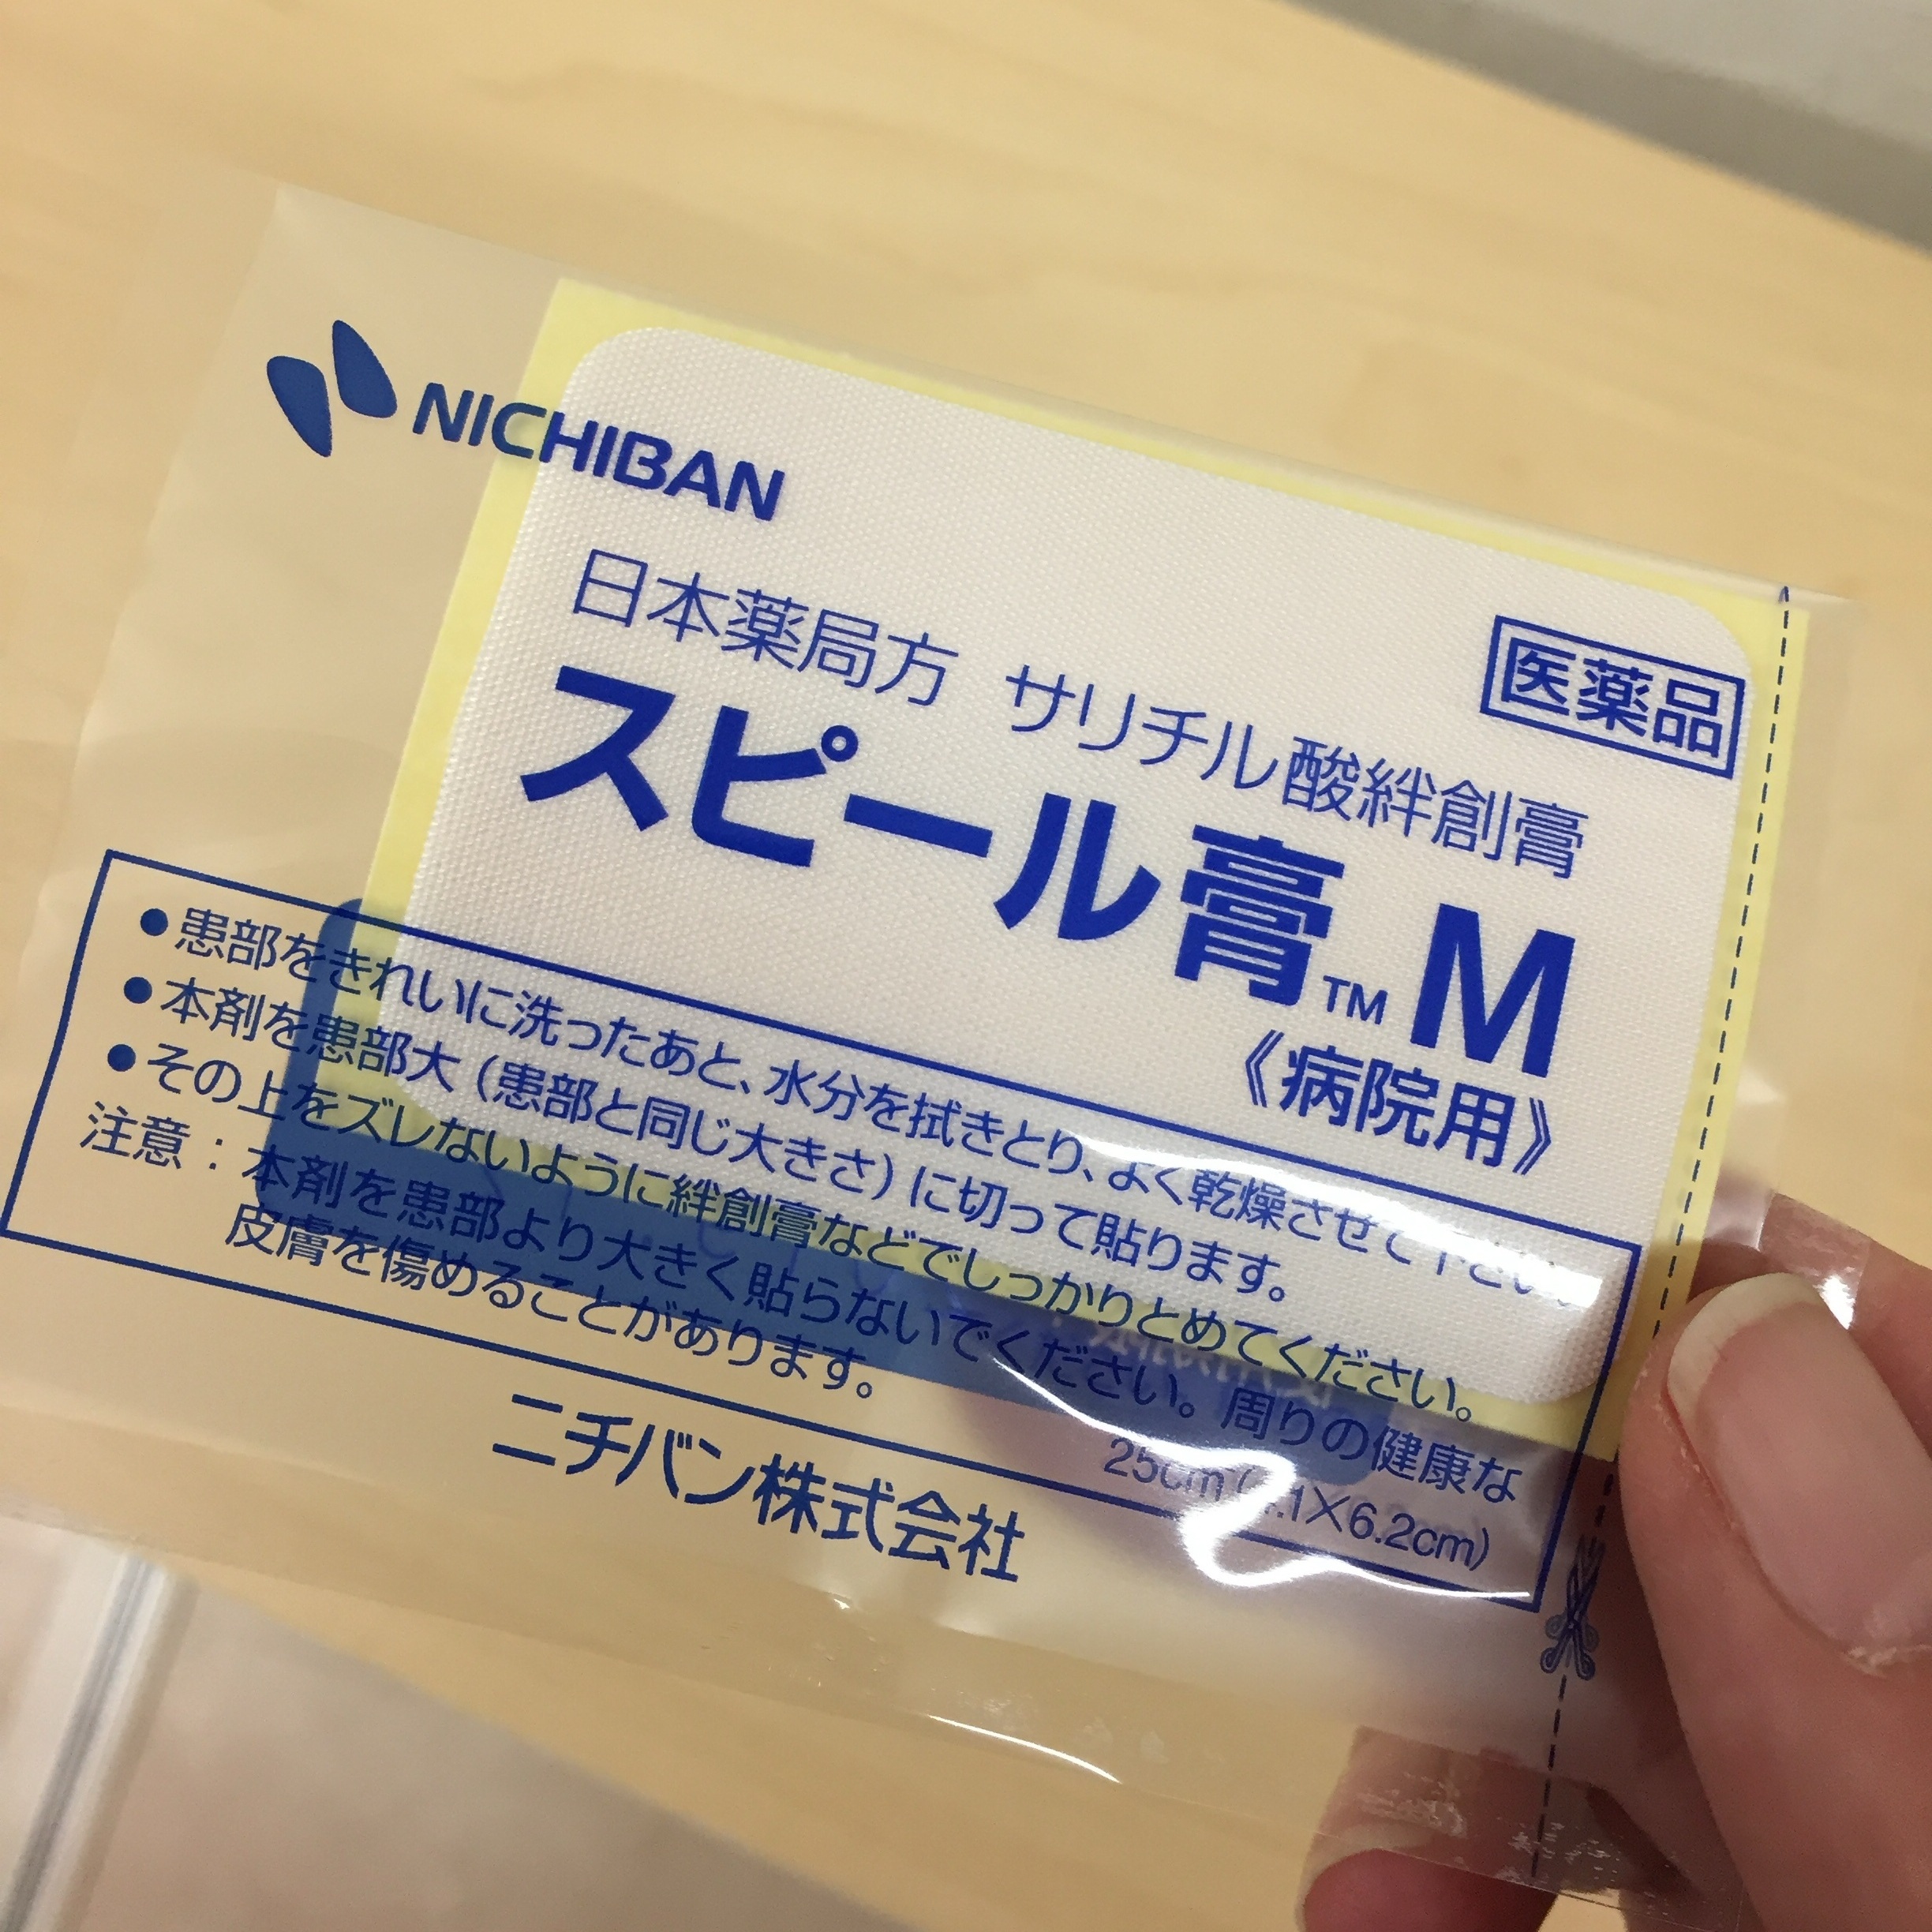 NICHIBAN
医薬品
日本薬局方 サリチル酸絆創膏
スピール膏™M
《病院用》
●患部をきれいに洗ったあと、水分を拭きとり、よく乾燥させて下さい。
●本剤を患部大(患部と同じ大きさ)に切って貼ります。
●その上をズレないように絆創膏などでしっかりとめてください。
注意:本剤を患部より大きく貼らないでください。周りの健康な
皮膚を傷めることがあります。
ニチバン株式会社